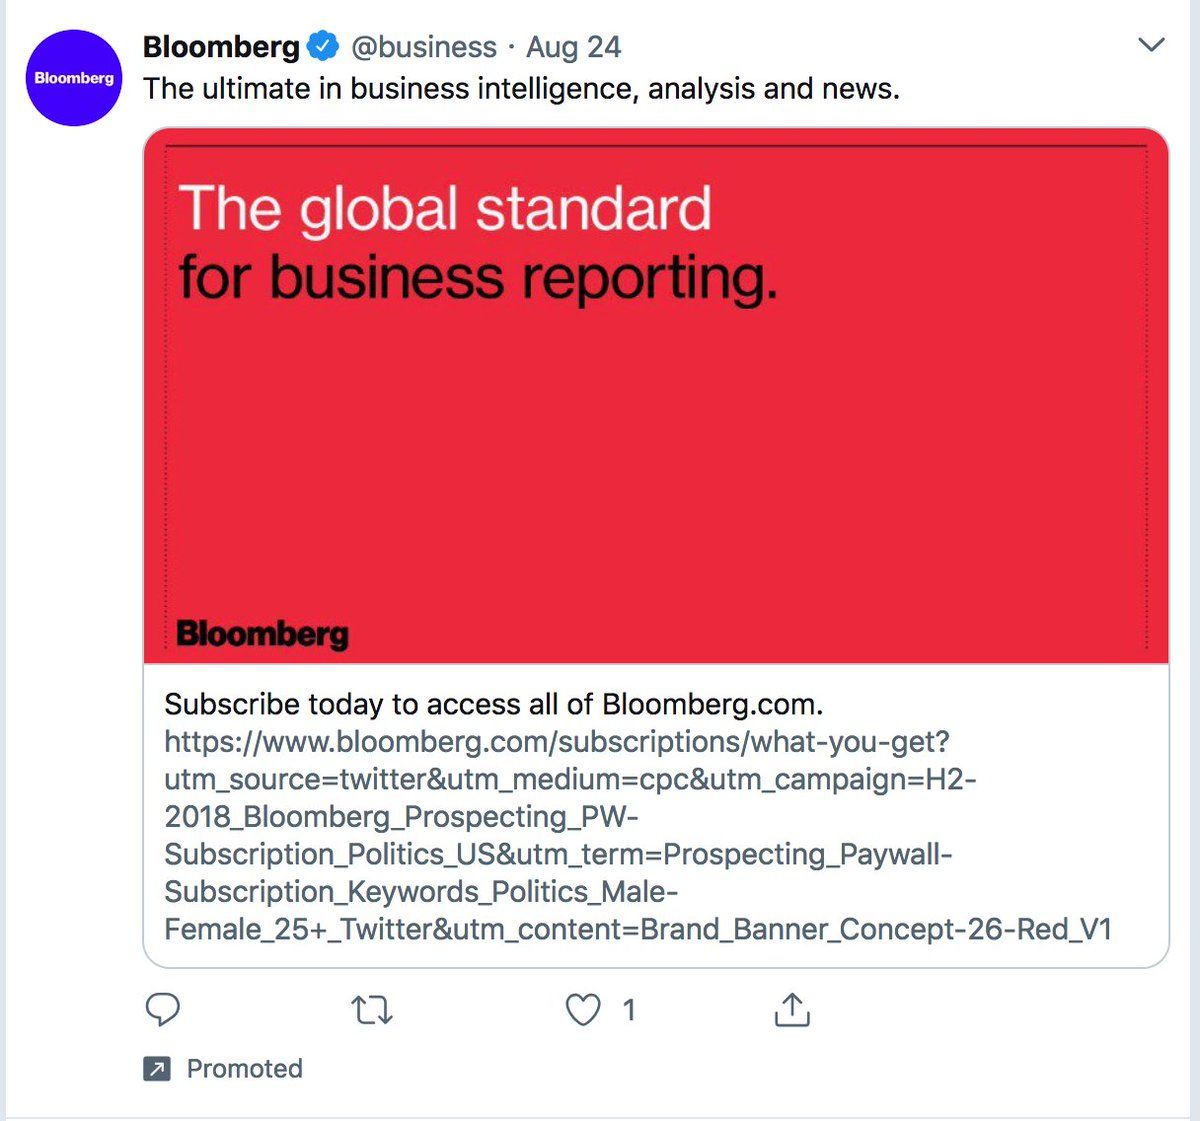 Bloomberg
Bloomberg @business · Aug 24
The ultimate in business intelligence, analysis and news.
The global standard
for business reporting.
Bloomberg
Subscribe today to access all of Bloomberg.com.
https://www.bloomberg.com/subscriptions/what-you-get?
utm_source=twitter&utm_medium=cpc&utm_campaign=H2-
2018_Bloomberg_Prospecting_PW-
Subscription_Politics_US&utm_term=Prospecting_Paywall-
Subscription_Keywords_Politics_Male-
Female_25+_Twitter&utm_content=Brand_Banner_Concept-26-Red_V1
1
Promoted